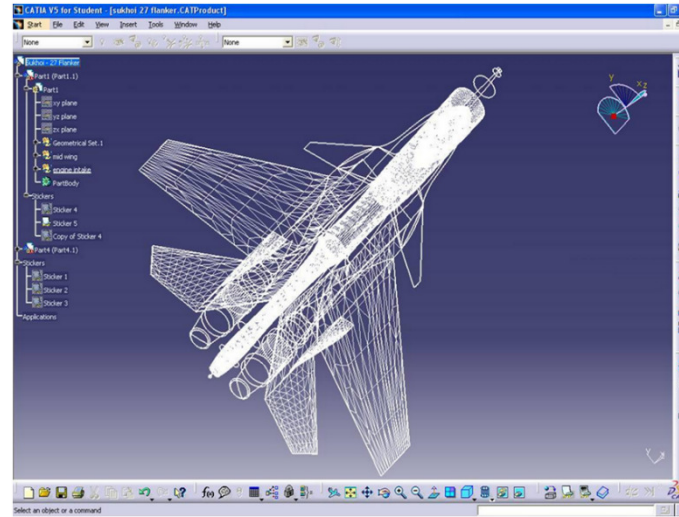 CATIA V5 for Student - [sukhoi 27 flanker.CATProduct]
Start File Edit View Insert Tools Window Help
None None
sukhoi - 27 Flanker
Part1 (Part1.1)
Part1
xy plane
yz plane
zx plane
Geometrical Set.1
mid wing
engine intake
PartBody
Stickers
Sticker 4
Sticker 5
Copy of Sticker 4
Part4 (Part4.1)
Stickers
Sticker 1
Sticker 2
Sticker 3
Applications
y x z
f(x)
Select an object or a command